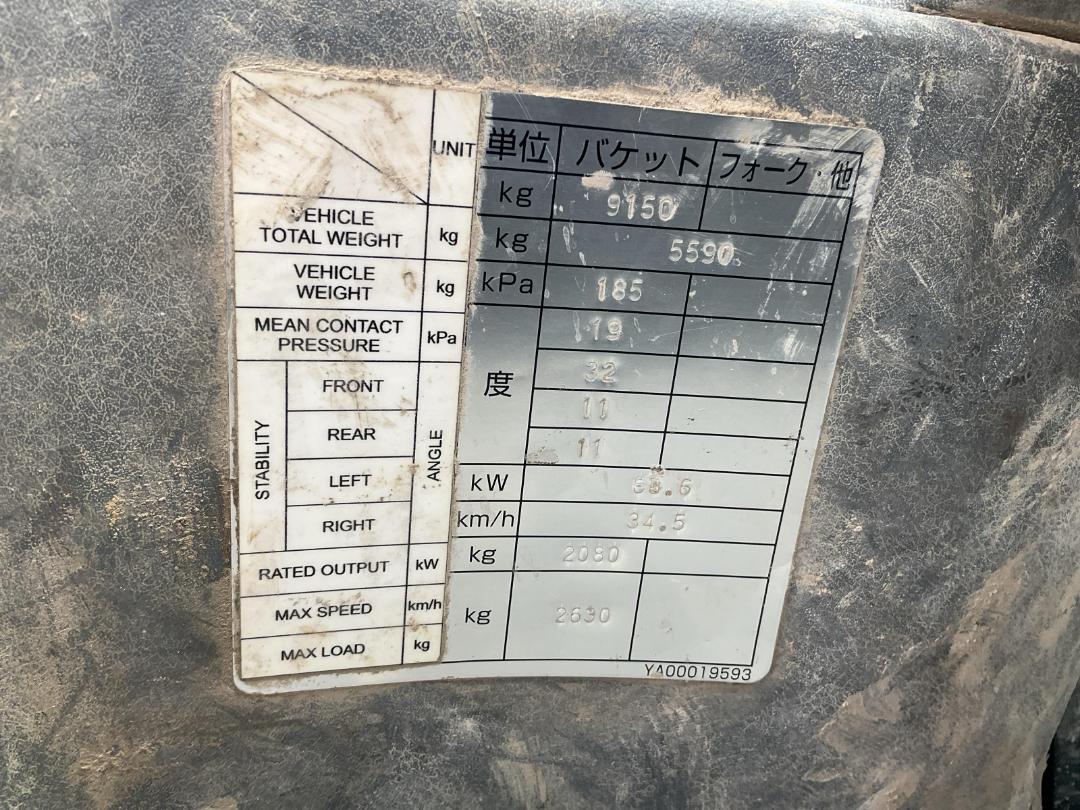 UNIT
VEHICLE
TOTAL WEIGHT kg
VEHICLE
WEIGHT kg
MEAN CONTACT
PRESSURE kPa
STABILITY
FRONT
REAR
LEFT
RIGHT
ANGLE
RATED OUTPUT kW
MAX SPEED km/h
MAX LOAD kg
単位 バケット フォーク・他
kg 9150
kg 5590
kPa 185
度
19
32
11
11
kW
km/h 34.5
kg 2080
kg 2630
YA00019593